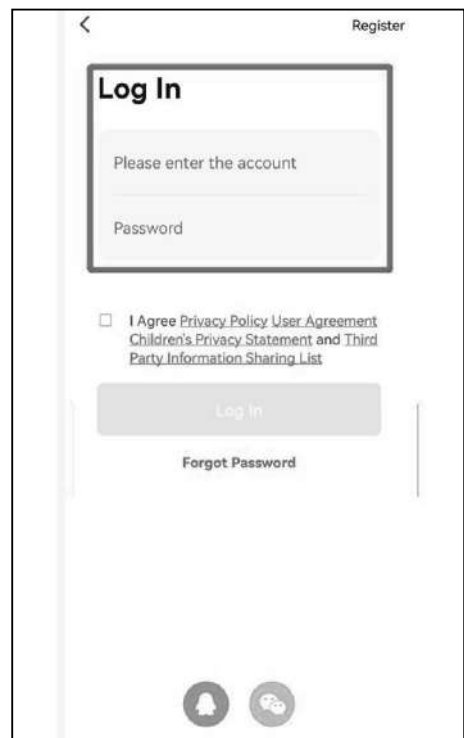 Register
Log In
Please enter the account
Password
I Agree Privacy Policy User Agreement
Children's Privacy Statement and Third
Party Information Sharing List
Log In
Forgot Password